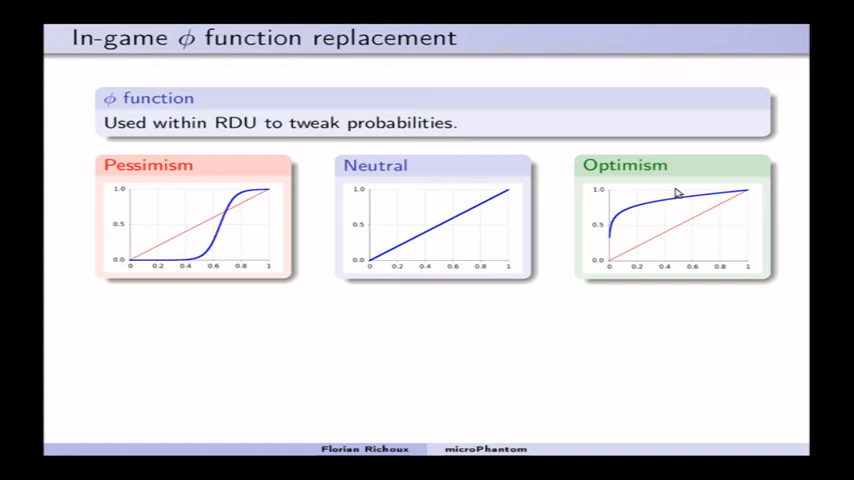 In-game ϕ function replacement
ϕ function
Used within RDU to tweak probabilities.
Pessimism
1.0
0.5
0.0
0 0.2 0.4 0.6 0.8 1
Neutral
1.0
0.5
0.0
0 0.2 0.4 0.6 0.8 1
Optimism
1.0
0.5
0.0
0 0.2 0.4 0.6 0.8 1
Florian Richoux microPhantom